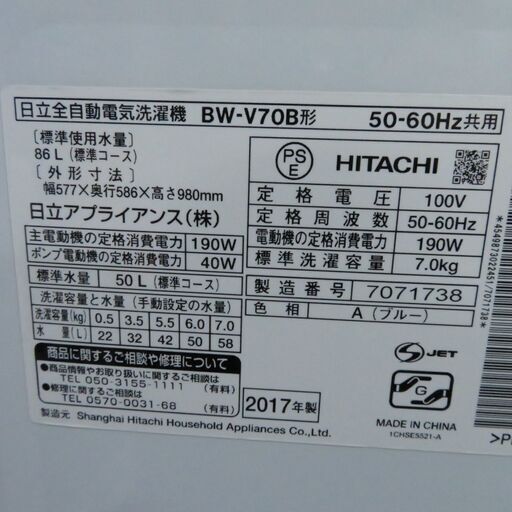 日立全自動電気洗濯機 BW-V70B形 50-60Hz共用
〔標準使用水量〕
86L(標準コース)
〔外形寸法〕
幅577×奥行586×高さ980mm
日立アプライアンス(株)
主電動機の定格消費電力 190W
ポンプ電動機の定格消費電力 40W
標準水量 50L(標準コース)
洗濯容量と水量(手動設定の水量)
洗濯容量(kg) 0.5 3.5 5.5 6.0 7.0
水量(L) 22 32 42 50 58
商品に関するご相談や修理について
●商品説明・お取り扱いに関するご相談は
TEL 050-3155-1111(有料)
●修理に関するご相談は
TEL 0570-0031-68(有料)
製造元 Shanghai Hitachi Household Appliances Co.,Ltd.
2017年製
PS
E
HITACHI
定格電圧 100V
定格周波数 50-60Hz
電動機の定格消費電力 190W
標準洗濯容量 7.0kg
製造番号 7071738
色相 A(ブルー)
S JET
G
MADE IN CHINA
1CHSE5521-A
*4549873022451/7071738*